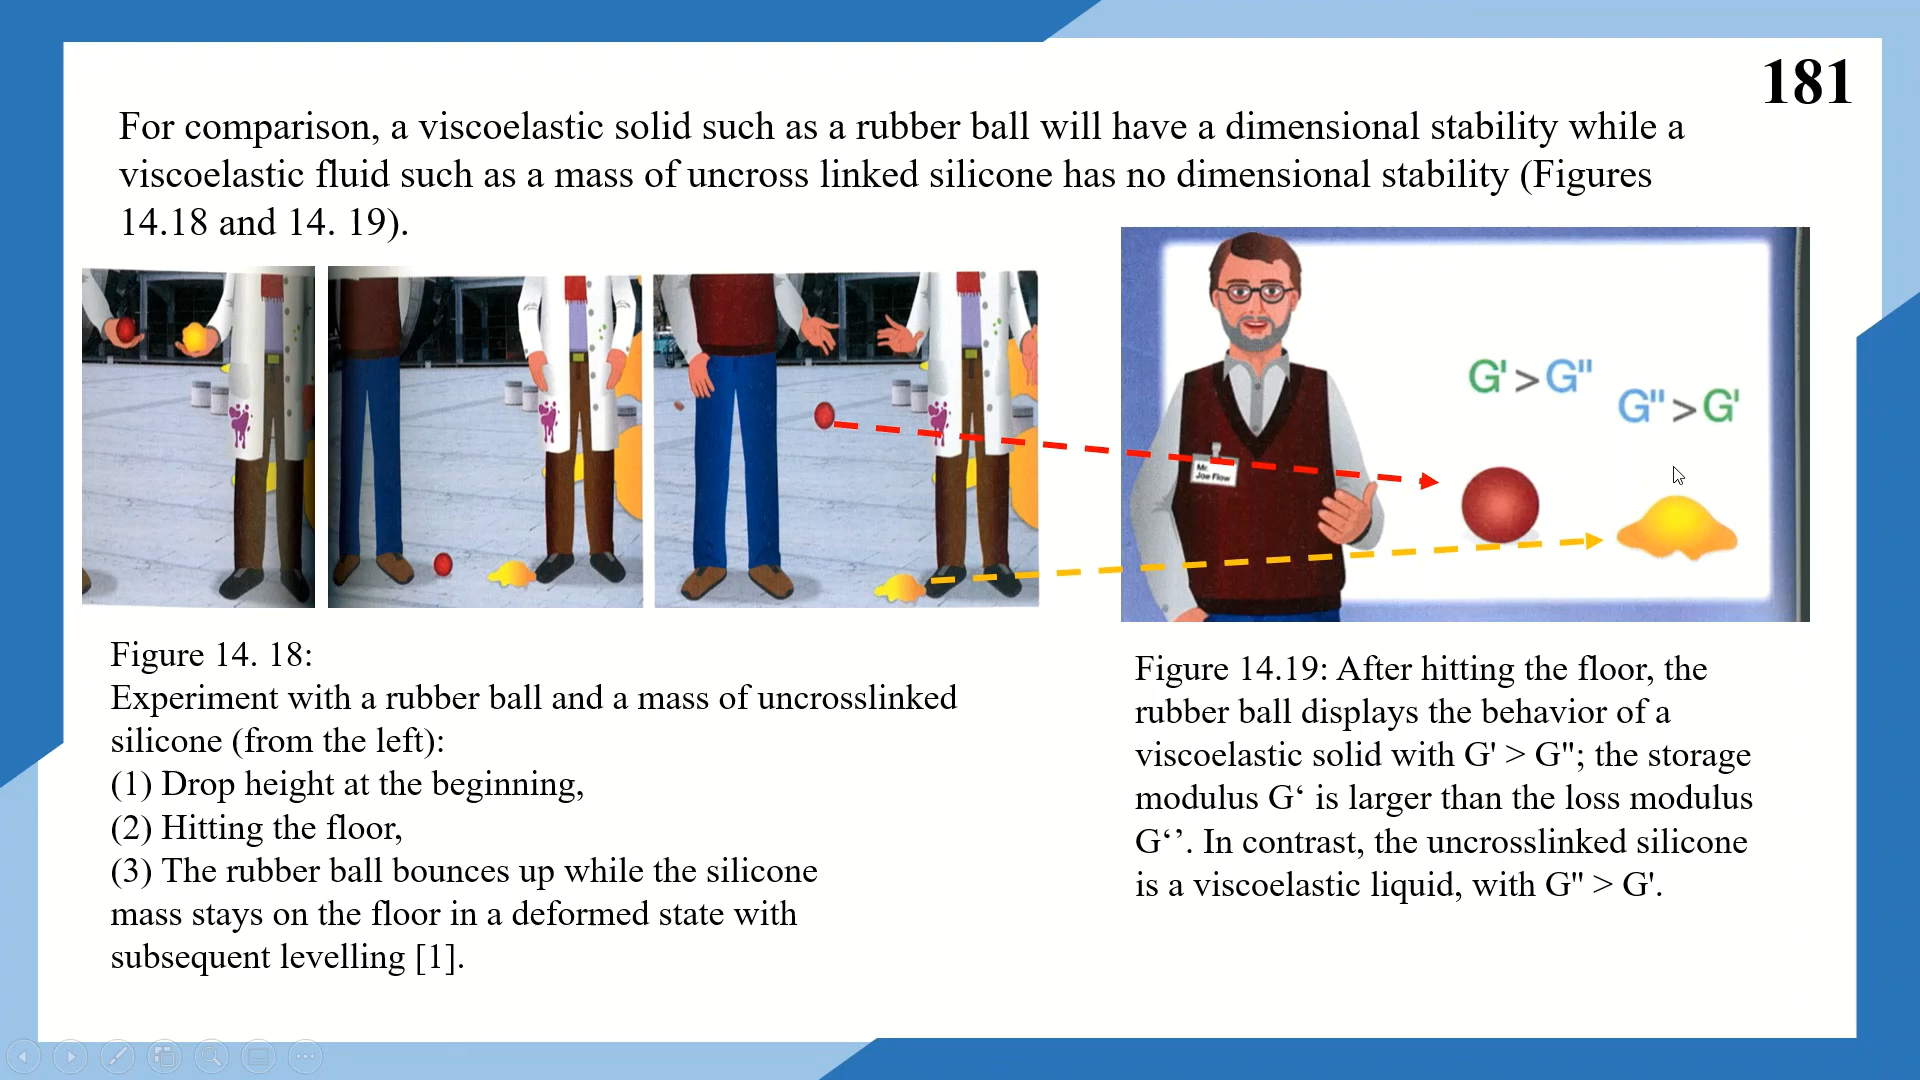 181
For comparison, a viscoelastic solid such as a rubber ball will have a dimensional stability while a
viscoelastic fluid such as a mass of uncross linked silicone has no dimensional stability (Figures
14.18 and 14. 19).
G' > G"
G" > G'
Mr.
Joe Flow
Figure 14. 18:
Experiment with a rubber ball and a mass of uncrosslinked
silicone (from the left):
(1) Drop height at the beginning,
(2) Hitting the floor,
(3) The rubber ball bounces up while the silicone
mass stays on the floor in a deformed state with
subsequent levelling [1].
Figure 14.19: After hitting the floor, the
rubber ball displays the behavior of a
viscoelastic solid with G' > G"; the storage
modulus G‘ is larger than the loss modulus
G‘’. In contrast, the uncrosslinked silicone
is a viscoelastic liquid, with G" > G'.